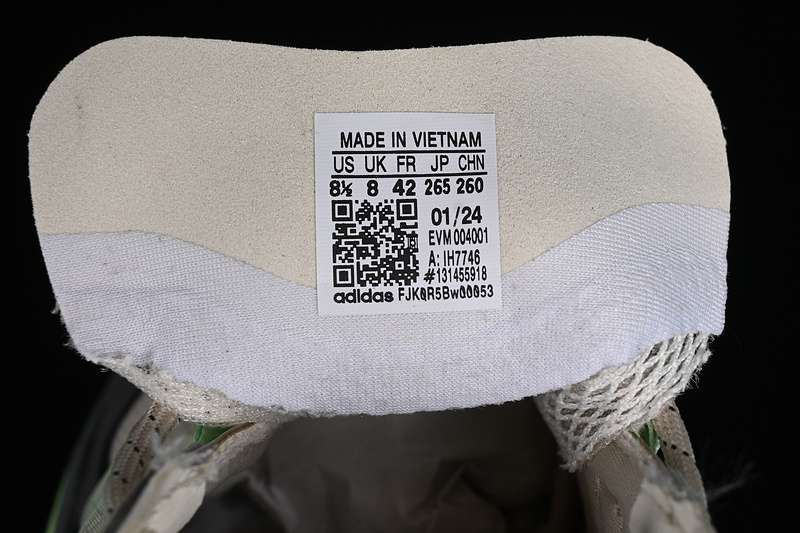 MADE IN VIETNAM
US UK FR JP CHN
8½ 8 42 265 260
01/24
EVM 004001
A: IH7746
#131455918
adidas FJK0R5Bw00053